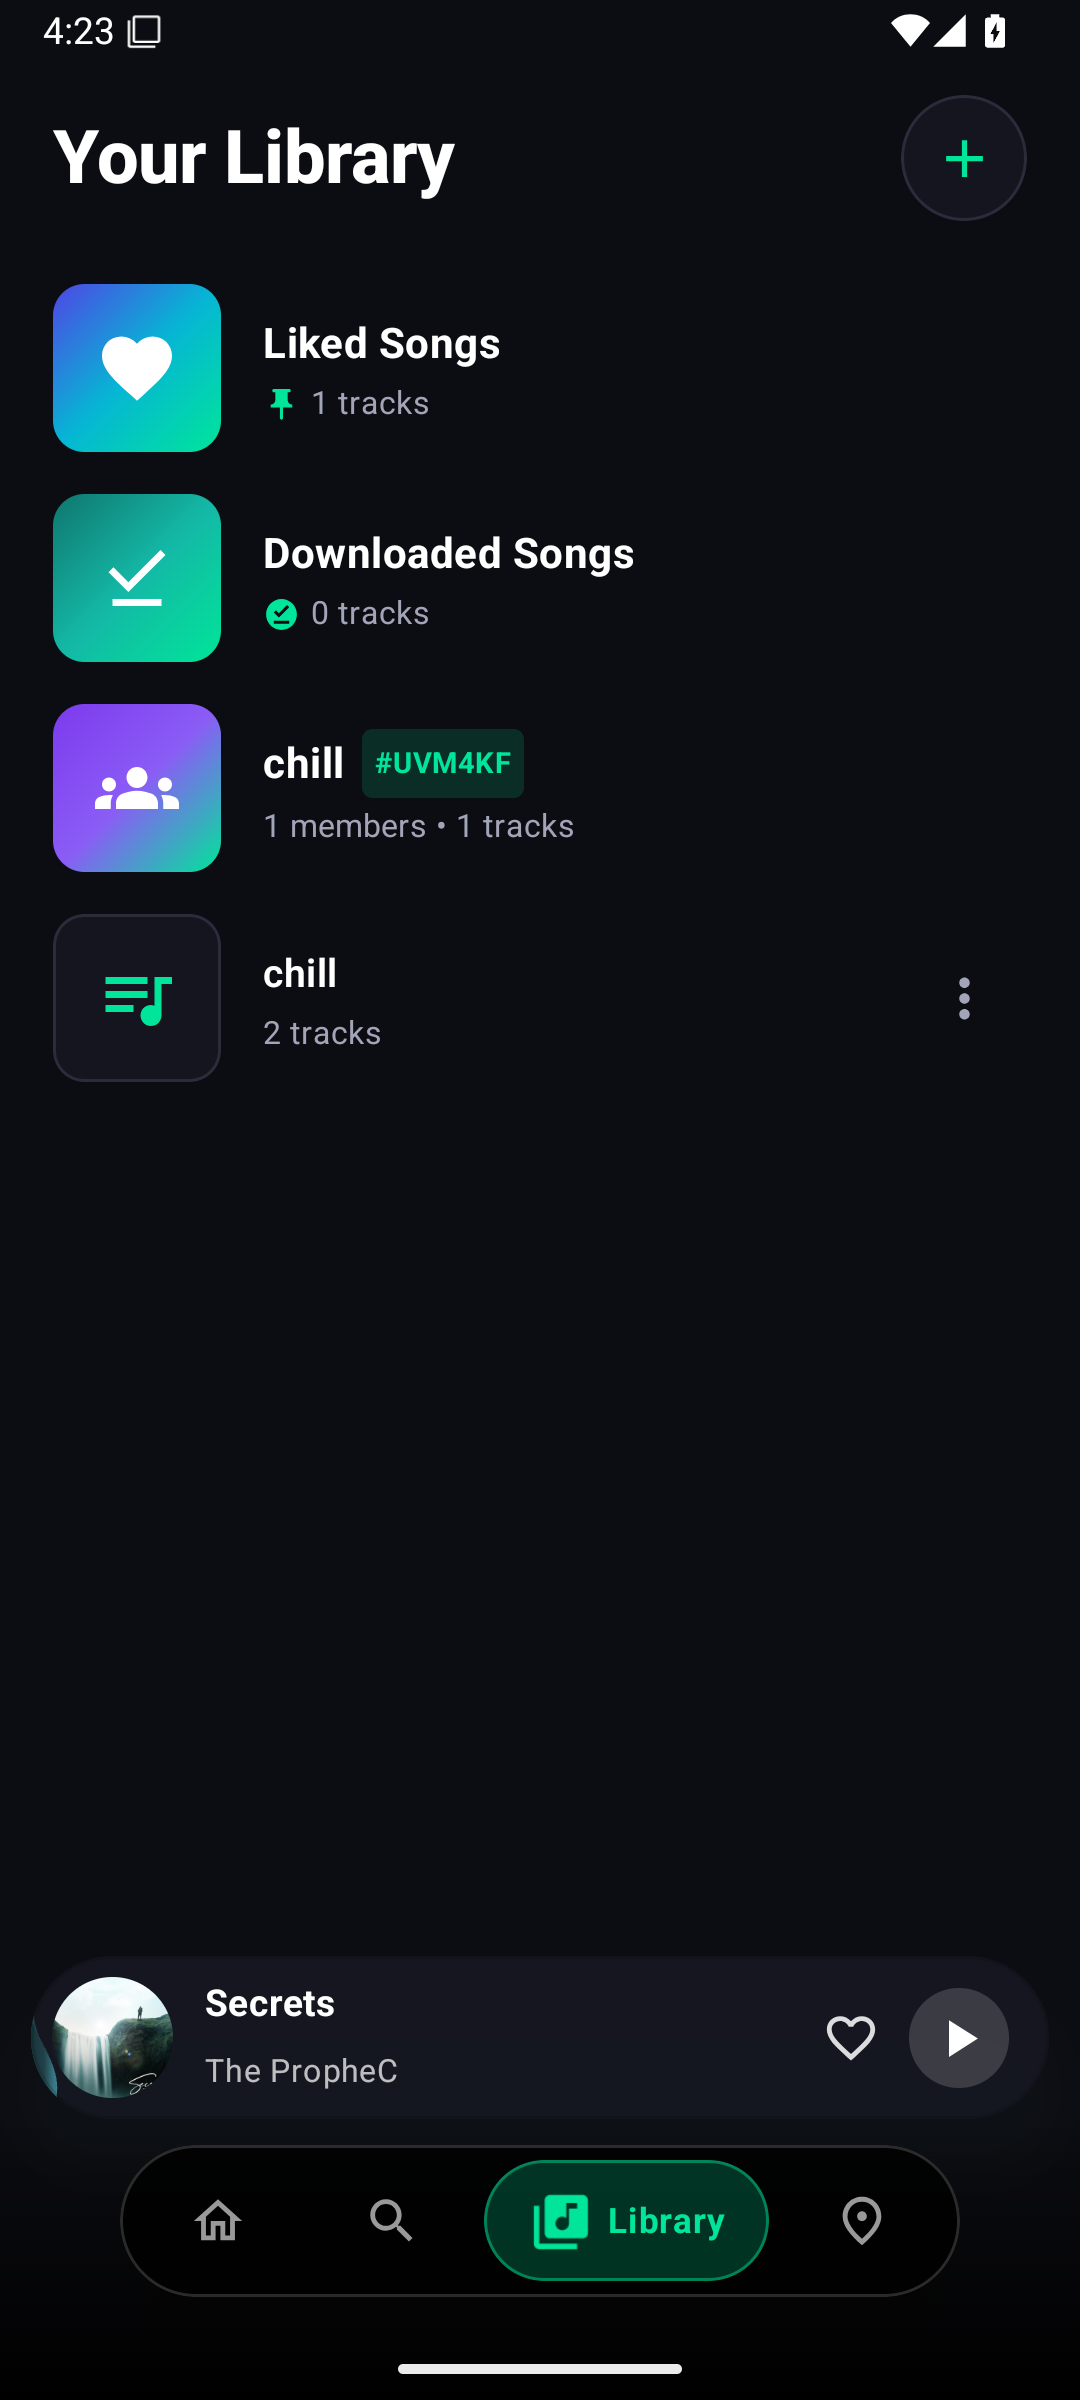 4:23
Your Library
Liked Songs
1 tracks
Downloaded Songs
0 tracks
chill #UVM4KF
1 members • 1 tracks
chill
2 tracks
Secrets
The PropheC
Library